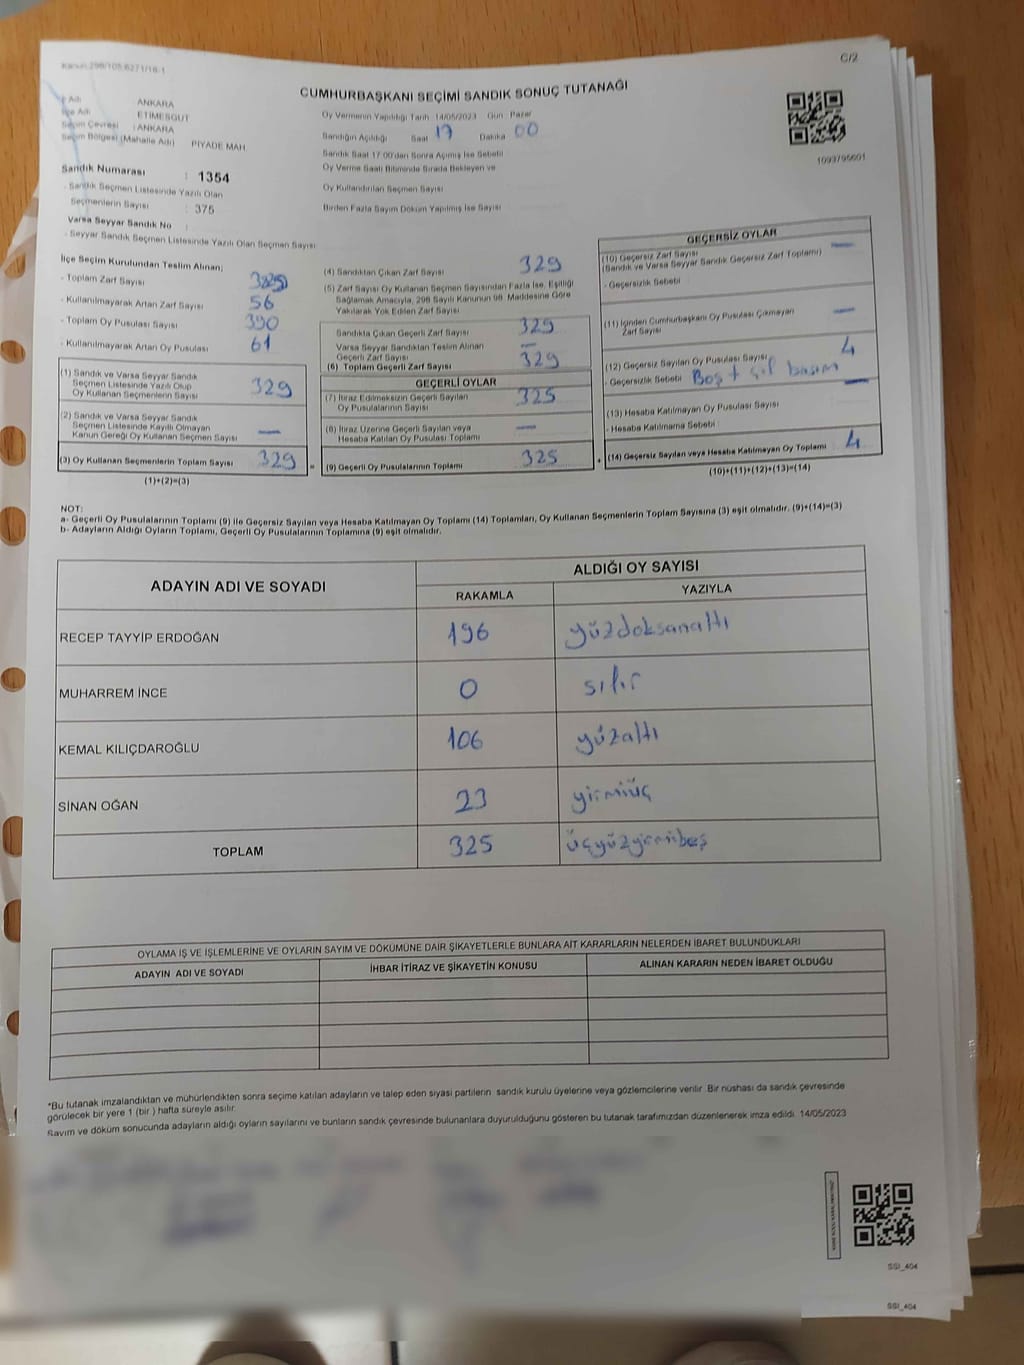 Kanun:298/105,6271/18-1
C/2
CUMHURBAŞKANI SEÇİMİ SANDIK SONUÇ TUTANAĞI
İl Adı ANKARA
İlçe Adı ETİMESGUT
Seçim Çevresi : ANKARA
Seçim Bölgesi (Mahalle Adı) PİYADE MAH.
Oy Vermenin Yapıldığı Tarih 14/05/2023 Gün : Pazar
Sandığın Açıldığı Saat 17 Dakika 00
Sandık Saat 17:00'den Sonra Açılmış İse Sebebi
Oy Verme Saati Bitiminde Sırada Bekleyen ve
Oy Kullandırılan Seçmen Sayısı
Birden Fazla Sayım Döküm Yapılmış İse Sayısı
1093795601
Sandık Numarası : 1354
- Sandık Seçmen Listesinde Yazılı Olan
Seçmenlerin Sayısı : 375
Varsa Seyyar Sandık No :
- Seyyar Sandık Seçmen Listesinde Yazılı Olan Seçmen Sayısı:
İlçe Seçim Kurulundan Teslim Alınan;
- Toplam Zarf Sayısı
- Kullanılmayarak Artan Zarf Sayısı 56
- Toplam Oy Pusulası Sayısı 390
- Kullanılmayarak Artan Oy Pusulası 61
(1) Sandık ve Varsa Seyyar Sandık
Seçmen Listesinde Yazılı Olup
Oy Kullanan Seçmenlerin Sayısı 329
(2) Sandık ve Varsa Seyyar Sandık
Seçmen Listesinde Kayıtlı Olmayan
Kanun Gereği Oy Kullanan Seçmen Sayısı —
(3) Oy Kullanan Seçmenlerin Toplam Sayısı 329 =
(1)+(2)=(3)
(4) Sandıktan Çıkan Zarf Sayısı 329
(5) Zarf Sayısı Oy Kullanan Seçmen Sayısından Fazla İse, Eşitliği
Sağlamak Amacıyla, 298 Sayılı Kanunun 98. Maddesine Göre
Yakılarak Yok Edilen Zarf Sayısı
Sandıkta Çıkan Geçerli Zarf Sayısı 329
Varsa Seyyar Sandıktan Teslim Alınan
Geçerli Zarf Sayısı —
(6) Toplam Geçerli Zarf Sayısı 329
GEÇERLİ OYLAR
(7) İtiraz Edilmeksizin Geçerli Sayılan
Oy Pusulalarının Sayısı 325
(8) İtiraz Üzerine Geçerli Sayılan veya
Hesaba Katılan Oy Pusulası Toplamı —
(9) Geçerli Oy Pusulalarının Toplamı 325 +
GEÇERSİZ OYLAR
(10) Geçersiz Zarf Sayısı —
(Sandık ve Varsa Seyyar Sandık Geçersiz Zarf Toplamı)
- Geçersizlik Sebebi :
(11) İçinden Cumhurbaşkanı Oy Pusulası Çıkmayan
Zarf Sayısı —
(12) Geçersiz Sayılan Oy Pusulası Sayısı 4
- Geçersizlik Sebebi Boş + çif basım
(13) Hesaba Katılmayan Oy Pusulası Sayısı —
- Hesaba Katılmama Sebebi :
(14) Geçersiz Sayılan veya Hesaba Katılmayan Oy Toplamı 4
(10)+(11)+(12)+(13)=(14)
NOT:
a- Geçerli Oy Pusulalarının Toplamı (9) ile Geçersiz Sayılan veya Hesaba Katılmayan Oy Toplamı (14) Toplamları, Oy Kullanan Seçmenlerin Toplam Sayısına (3) eşit olmalıdır. (9)+(14)=(3)
b- Adayların Aldığı Oyların Toplamı, Geçerli Oy Pusulalarının Toplamına (9) eşit olmalıdır.
ADAYIN ADI VE SOYADI ALDIĞI OY SAYISI
RAKAMLA YAZIYLA
RECEP TAYYİP ERDOĞAN 196 yüzdoksanaltı
MUHARREM İNCE 0 sıfır
KEMAL KILIÇDAROĞLU 106 yüzaltı
SİNAN OĞAN 23 yirmiüç
TOPLAM 325 üçyüzyirmibeş
OYLAMA İŞ VE İŞLEMLERİNE VE OYLARIN SAYIM VE DÖKÜMÜNE DAİR ŞİKAYETLERLE BUNLARA AİT KARARLARIN NELERDEN İBARET BULUNDUKLARI
ADAYIN ADI VE SOYADI İHBAR İTİRAZ VE ŞİKAYETİN KONUSU ALINAN KARARIN NEDEN İBARET OLDUĞU
*Bu tutanak imzalandıktan ve mühürlendikten sonra seçime katılan adayların ve talep eden siyasi partilerin sandık kurulu üyelerine veya gözlemcilerine verilir. Bir nüshası da sandık çevresinde
görülecek bir yere 1 (bir ) hafta süreyle asılır.
Sayım ve döküm sonucunda adayların aldığı oyların sayılarını ve bunların sandık çevresinde bulunanlara duyurulduğunu gösteren bu tutanak tarafımızdan düzenlenerek imza edildi. 14/05/2023
SSI_404
SSI_404